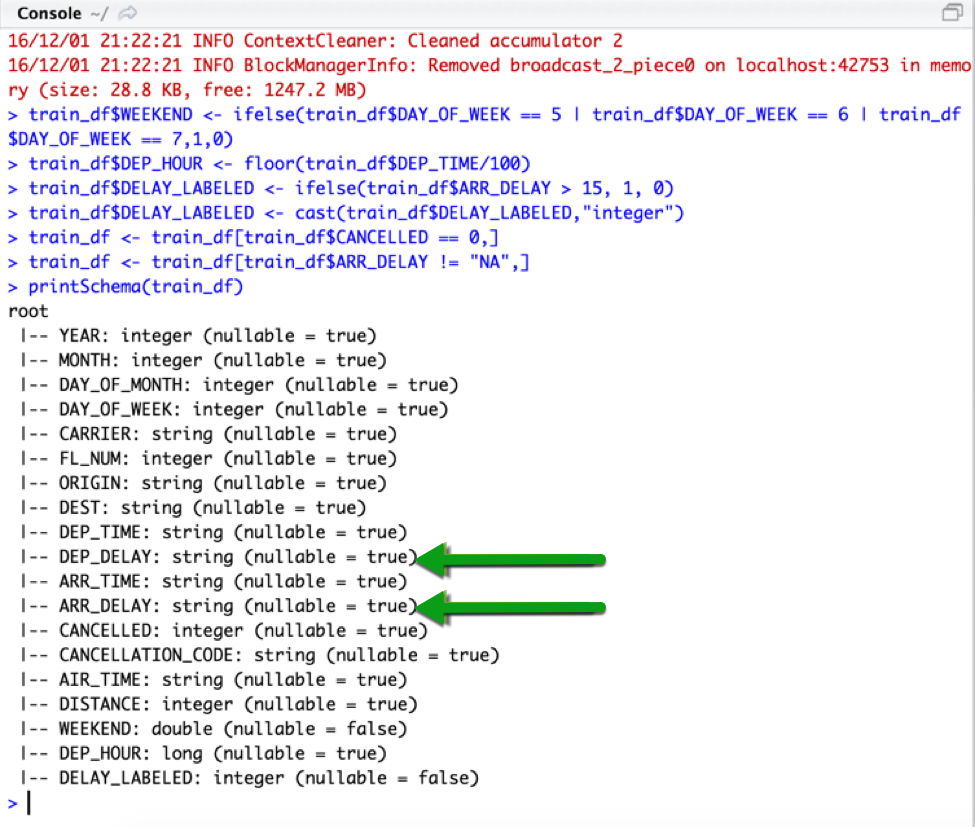 Console ~/
16/12/01 21:22:21 INFO ContextCleaner: Cleaned accumulator 2
16/12/01 21:22:21 INFO BlockManagerInfo: Removed broadcast_2_piece0 on localhost:42753 in memo
ry (size: 28.8 KB, free: 1247.2 MB)
> train_df$WEEKEND <- ifelse(train_df$DAY_OF_WEEK == 5 | train_df$DAY_OF_WEEK == 6 | train_df
$DAY_OF_WEEK == 7,1,0)
> train_df$DEP_HOUR <- floor(train_df$DEP_TIME/100)
> train_df$DELAY_LABELED <- ifelse(train_df$ARR_DELAY > 15, 1, 0)
> train_df$DELAY_LABELED <- cast(train_df$DELAY_LABELED,"integer")
> train_df <- train_df[train_df$CANCELLED == 0,]
> train_df <- train_df[train_df$ARR_DELAY != "NA",]
> printSchema(train_df)
root
 |-- YEAR: integer (nullable = true)
 |-- MONTH: integer (nullable = true)
 |-- DAY_OF_MONTH: integer (nullable = true)
 |-- DAY_OF_WEEK: integer (nullable = true)
 |-- CARRIER: string (nullable = true)
 |-- FL_NUM: integer (nullable = true)
 |-- ORIGIN: string (nullable = true)
 |-- DEST: string (nullable = true)
 |-- DEP_TIME: string (nullable = true)
 |-- DEP_DELAY: string (nullable = true)
 |-- ARR_TIME: string (nullable = true)
 |-- ARR_DELAY: string (nullable = true)
 |-- CANCELLED: integer (nullable = true)
 |-- CANCELLATION_CODE: string (nullable = true)
 |-- AIR_TIME: string (nullable = true)
 |-- DISTANCE: integer (nullable = true)
 |-- WEEKEND: double (nullable = false)
 |-- DEP_HOUR: long (nullable = true)
 |-- DELAY_LABELED: integer (nullable = false)
>